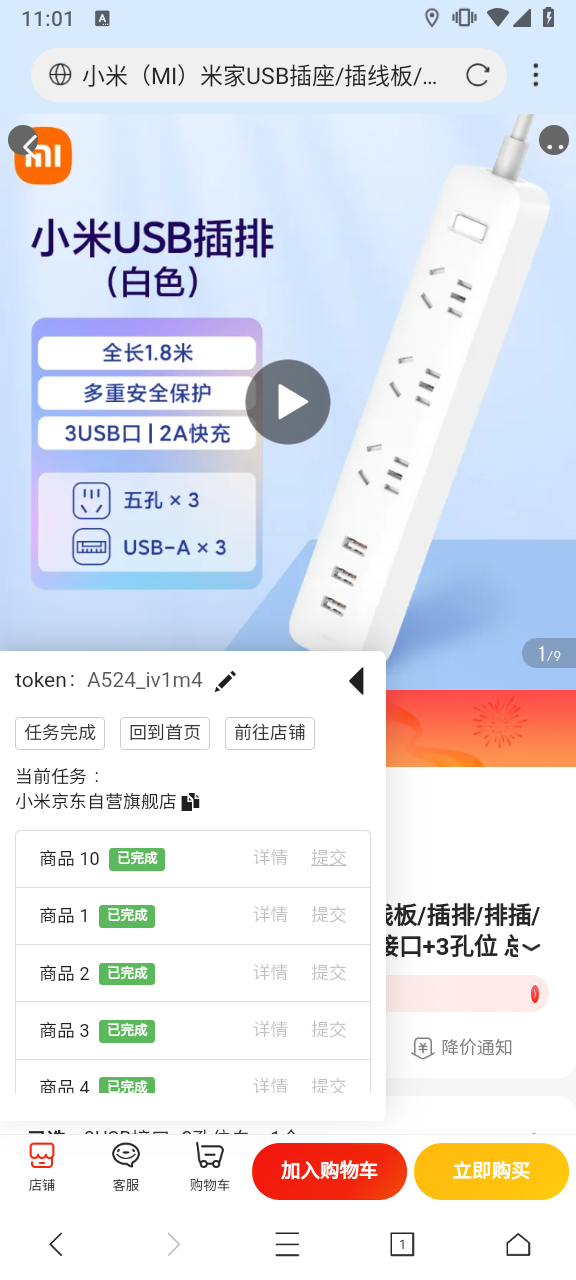 11:01
A
小米（MI）米家USB插座/插线板/...
小米USB插排
（白色）
全长1.8米
多重安全保护
3USB口 | 2A快充
五孔 × 3
USB-A × 3
1/9
token： A524_iv1m4
任务完成 回到首页 前往店铺
当前任务：
小米京东自营旗舰店
商品 10 已完成 详情 提交
商品 1 已完成 详情 提交
线板/插排/排插/
商品 2 已完成 详情 提交
接口+3孔位 总
商品 3 已完成 详情 提交
降价通知
商品 4 已完成 详情 提交
店铺 客服 购物车 加入购物车 立即购买
1